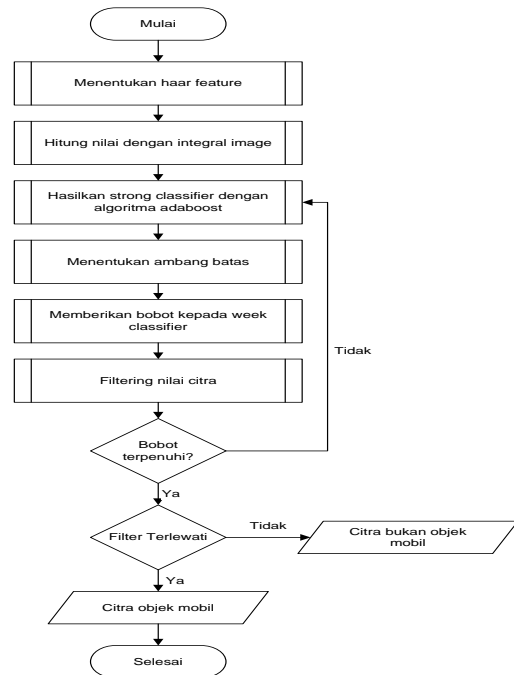 Mulai
Menentukan haar feature
Hitung nilai dengan integral image
Hasilkan strong classifier dengan
algoritma adaboost
Menentukan ambang batas
Memberikan bobot kepada week
classifier
Tidak
Filtering nilai citra
Bobot
terpenuhi?
Ya
Filter Terlewati
Tidak
Citra bukan objek
mobil
Ya
Citra objek mobil
Selesai